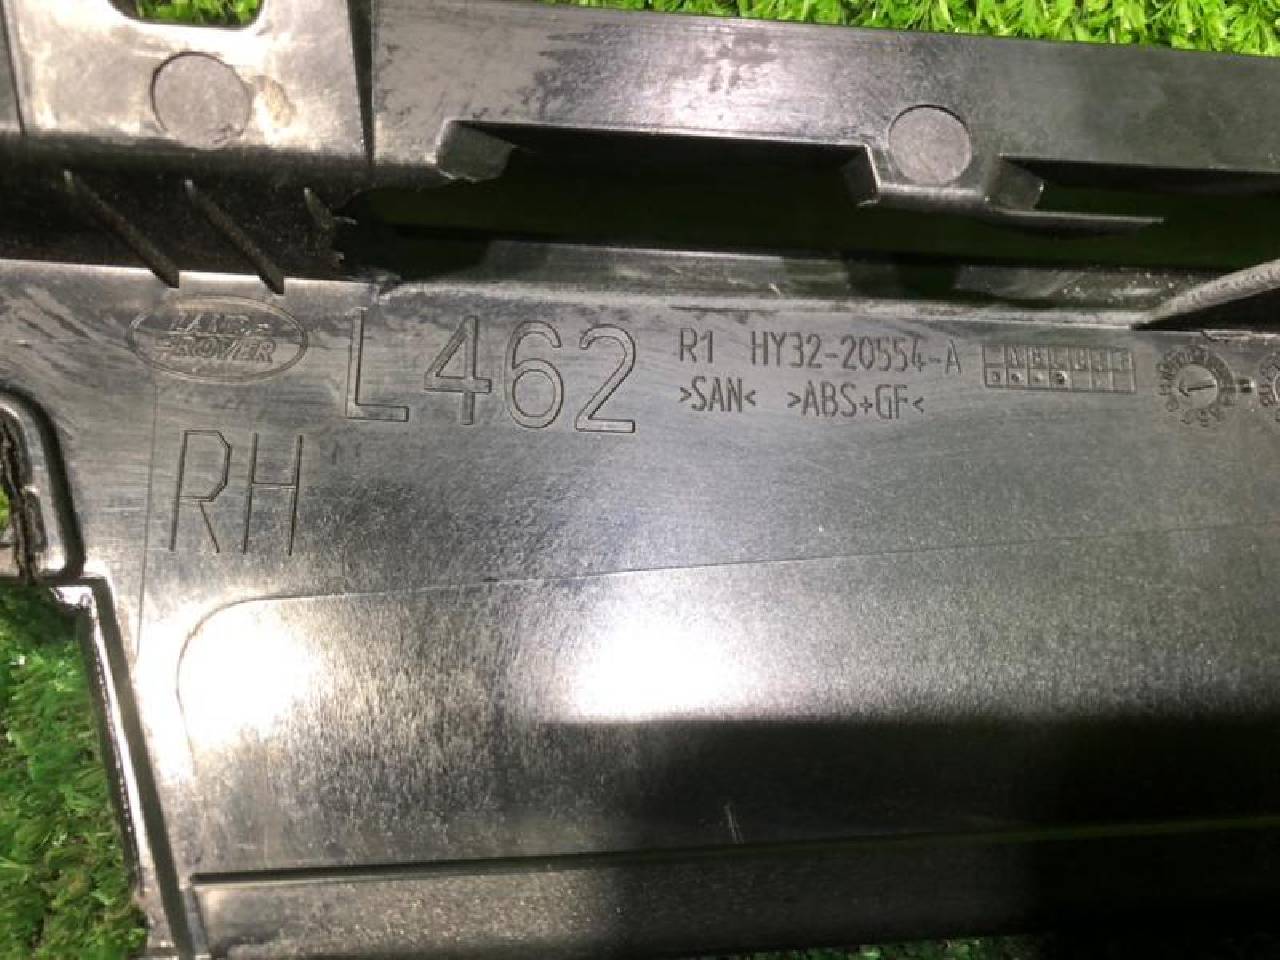 LAND-
ROVER
L462
R1 HY32-20554-A
>SAN< >ABS+GF<
RH